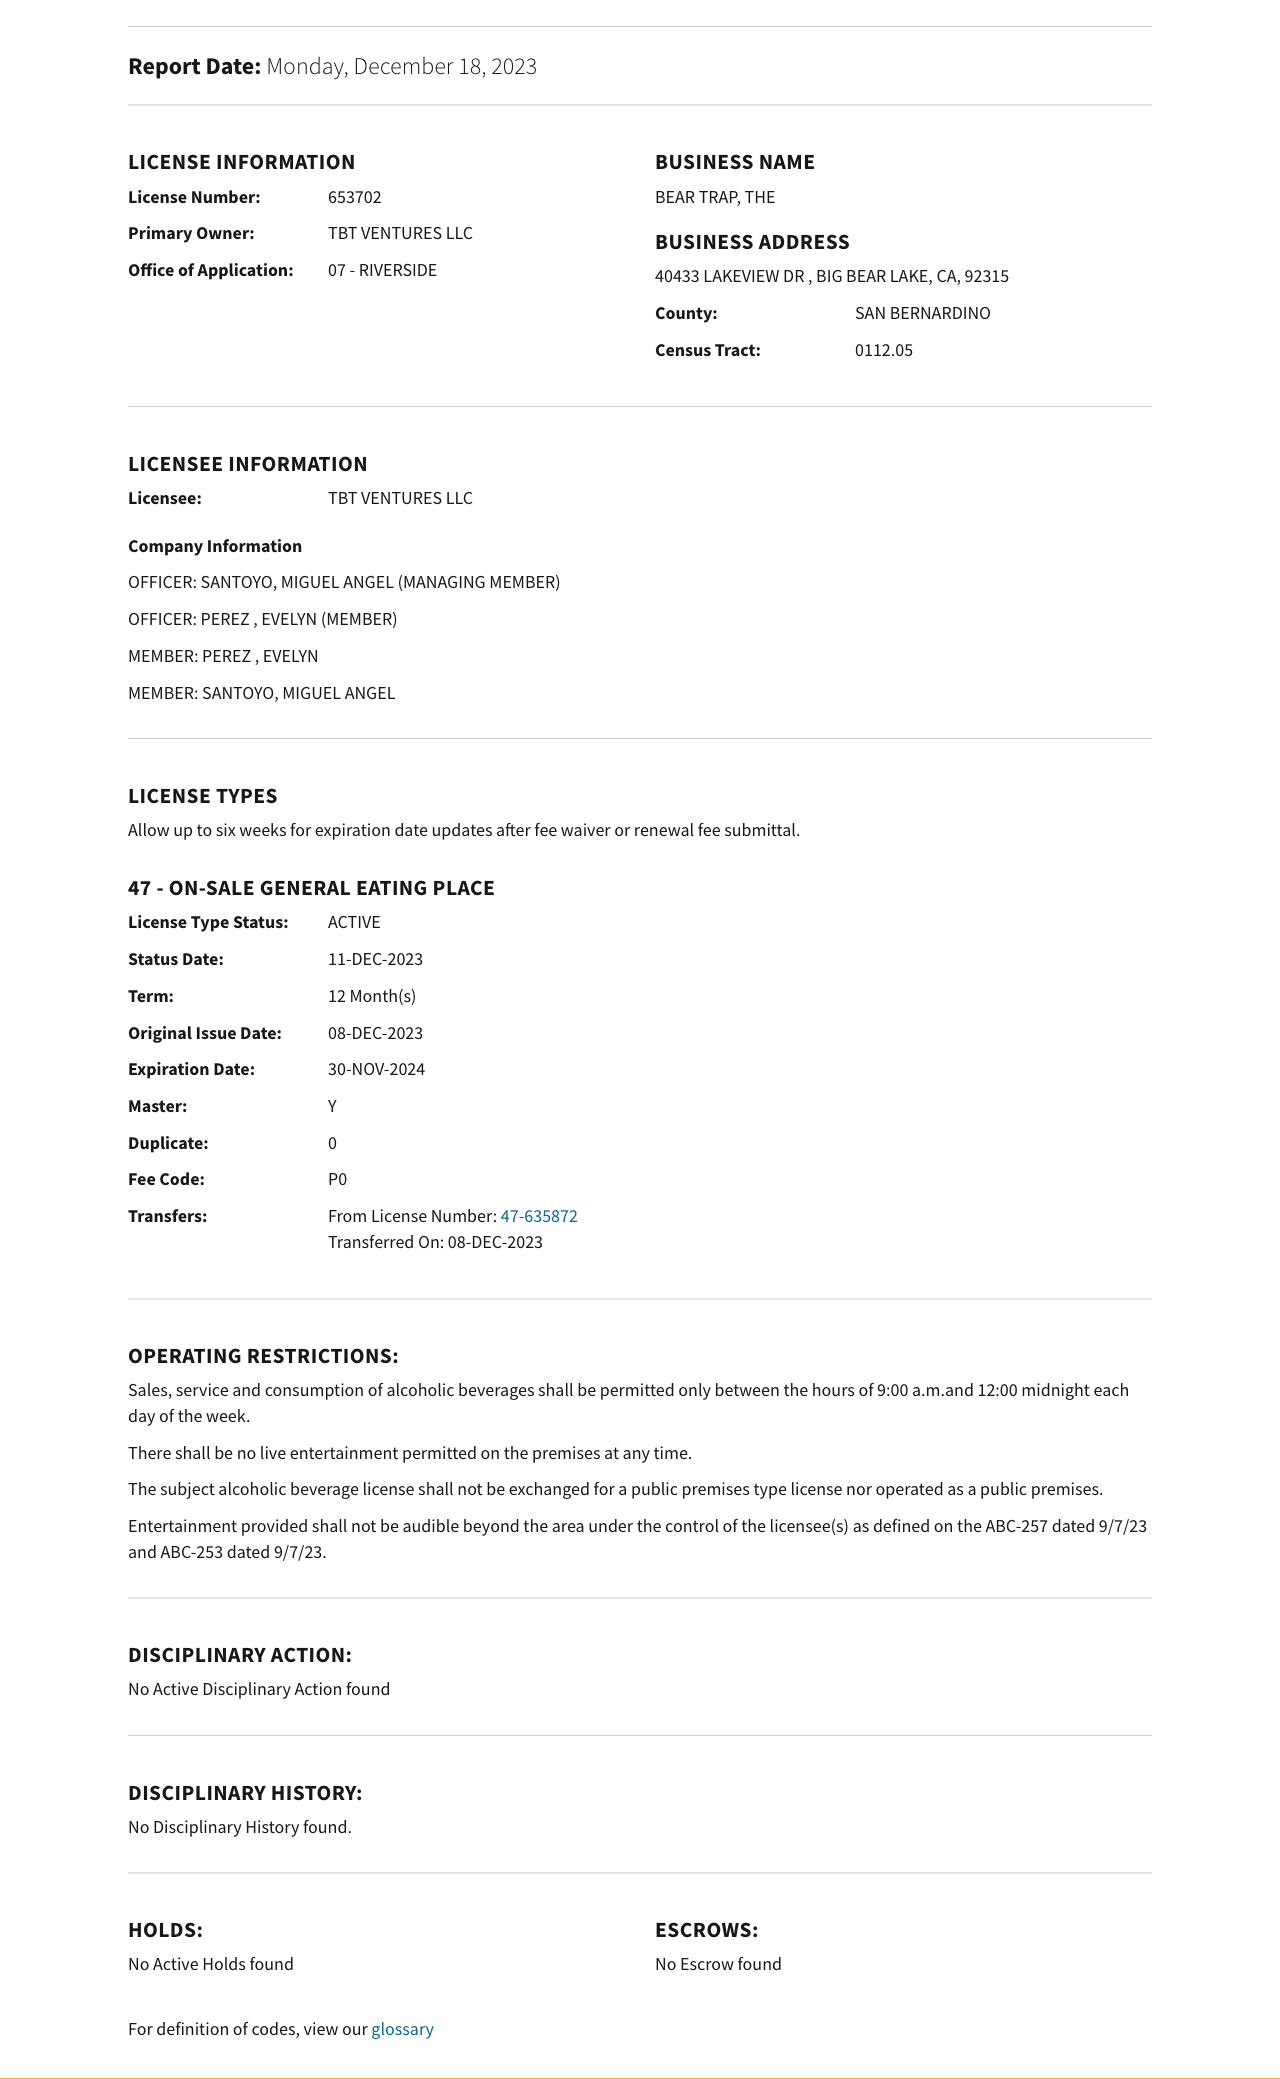 Report Date: Monday, December 18, 2023
LICENSE INFORMATION
License Number: 653702
Primary Owner: TBT VENTURES LLC
Office of Application: 07 - RIVERSIDE
BUSINESS NAME
BEAR TRAP, THE
BUSINESS ADDRESS
40433 LAKEVIEW DR , BIG BEAR LAKE, CA, 92315
County: SAN BERNARDINO
Census Tract: 0112.05
LICENSEE INFORMATION
Licensee: TBT VENTURES LLC
Company Information
OFFICER: SANTOYO, MIGUEL ANGEL (MANAGING MEMBER)
OFFICER: PEREZ , EVELYN (MEMBER)
MEMBER: PEREZ , EVELYN
MEMBER: SANTOYO, MIGUEL ANGEL
LICENSE TYPES
Allow up to six weeks for expiration date updates after fee waiver or renewal fee submittal.
47 - ON-SALE GENERAL EATING PLACE
License Type Status: ACTIVE
Status Date: 11-DEC-2023
Term: 12 Month(s)
Original Issue Date: 08-DEC-2023
Expiration Date: 30-NOV-2024
Master: Y
Duplicate: 0
Fee Code: P0
Transfers: From License Number: 47-635872
Transferred On: 08-DEC-2023
OPERATING RESTRICTIONS:
Sales, service and consumption of alcoholic beverages shall be permitted only between the hours of 9:00 a.m.and 12:00 midnight each
day of the week.
There shall be no live entertainment permitted on the premises at any time.
The subject alcoholic beverage license shall not be exchanged for a public premises type license nor operated as a public premises.
Entertainment provided shall not be audible beyond the area under the control of the licensee(s) as defined on the ABC-257 dated 9/7/23
and ABC-253 dated 9/7/23.
DISCIPLINARY ACTION:
No Active Disciplinary Action found
DISCIPLINARY HISTORY:
No Disciplinary History found.
HOLDS:
No Active Holds found
ESCROWS:
No Escrow found
For definition of codes, view our glossary